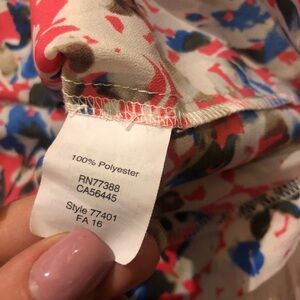 100% Polyester
RN77388
CA56445
Style 77401
FA 16